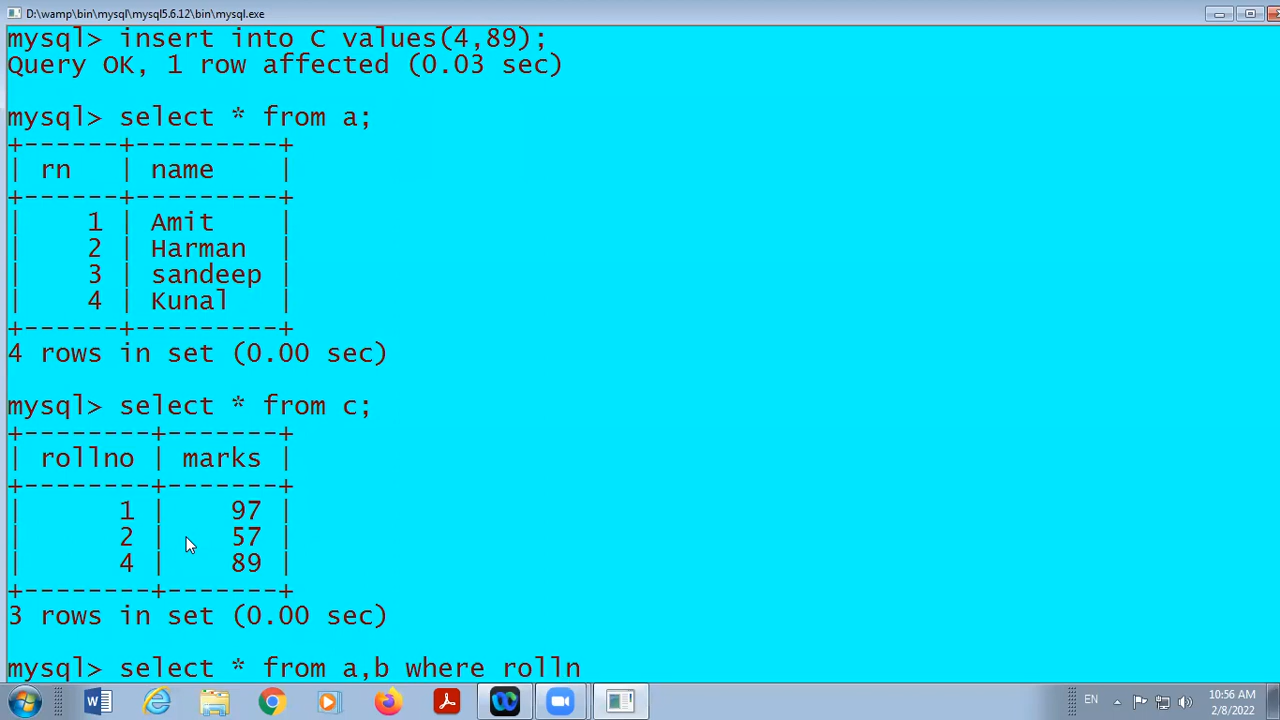 D:\wamp\bin\mysql\mysql5.6.12\bin\mysql.exe
mysql> insert into C values(4,89);
Query OK, 1 row affected (0.03 sec)
mysql> select * from a;
+------+---------+
| rn   | name    |
+------+---------+
|    1 | Amit    |
|    2 | Harman  |
|    3 | sandeep |
|    4 | Kunal   |
+------+---------+
4 rows in set (0.00 sec)
mysql> select * from c;
+--------+-------+
| rollno | marks |
+--------+-------+
|      1 |    97 |
|      2 |    57 |
|      4 |    89 |
+--------+-------+
3 rows in set (0.00 sec)
mysql> select * from a,b where rolln
EN
10:56 AM
2/8/2022